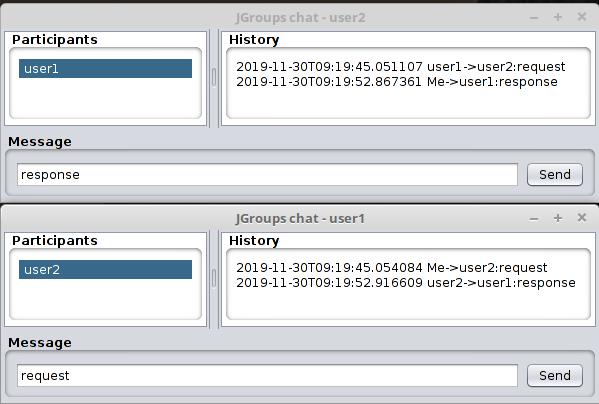 JGroups chat - user2
Participants
History
user1
2019-11-30T09:19:45.051107 user1->user2:request
2019-11-30T09:19:52.867361 Me->user1:response
Message
response
Send
JGroups chat - user1
Participants
History
user2
2019-11-30T09:19:45.054084 Me->user2:request
2019-11-30T09:19:52.916609 user2->user1:response
Message
request
Send